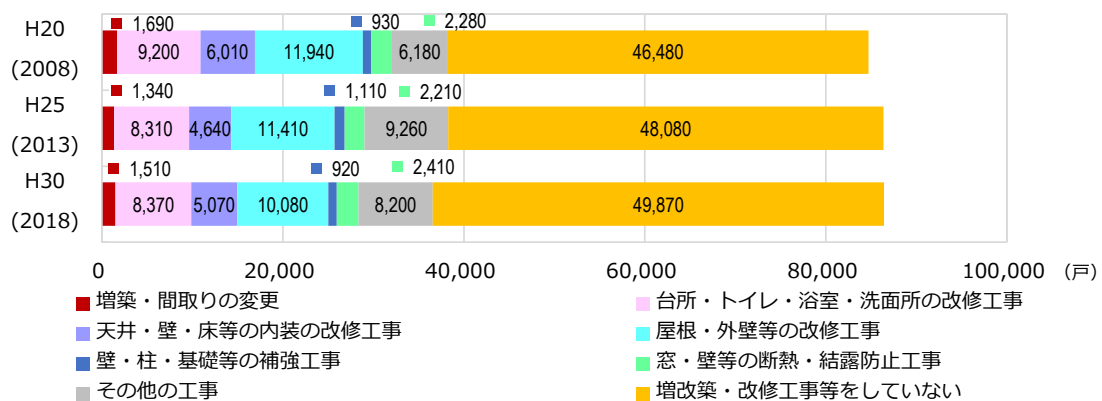 1,690 930 2,280
H20 9,200 6,010 11,940 6,180 46,480
(2008)
1,340 1,110 2,210
H25 8,310 4,640 11,410 9,260 48,080
(2013)
1,510 920 2,410
H30 8,370 5,070 10,080 8,200 49,870
(2018)
0 20,000 40,000 60,000 80,000 100,000 (戸)
増築・間取りの変更 台所・トイレ・浴室・洗面所の改修工事
天井・壁・床等の内装の改修工事 屋根・外壁等の改修工事
壁・柱・基礎等の補強工事 窓・壁等の断熱・結露防止工事
その他の工事 増改築・改修工事等をしていない